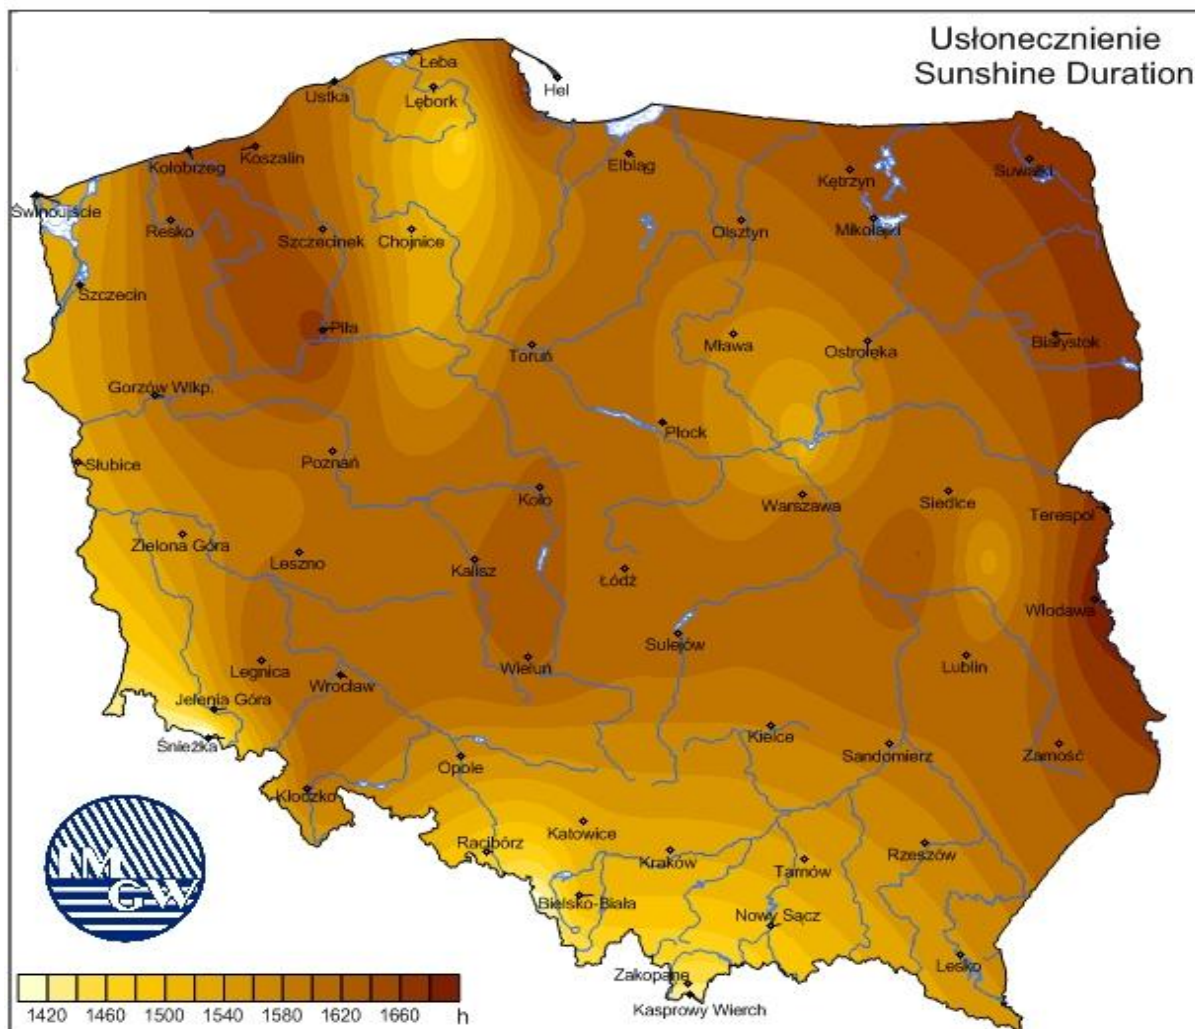 Usłonecznienie
Sunshine Duration
Łeba
Ustka
Lębork
Hel
Koszalin
Kołobrzeg
Elbląg
Suwałki
Kętrzyn
Świnoujście
Resko
Szczecinek
Chojnice
Olsztyn
Mikołajki
Szczecin
Piła
Toruń
Mława
Ostrołęka
Białystok
Gorzów Wlkp.
Płock
Słubice
Poznań
Koło
Warszawa
Siedlce
Terespol
Zielona Góra
Leszno
Kalisz
Łódź
Włodawa
Sulejów
Legnica
Wrocław
Wieluń
Lublin
Jelenia Góra
Śnieżka
Kielce
Sandomierz
Zamość
Opole
Kłoczko
Katowice
Racibórz
Kraków
Tarnów
Rzeszów
IMGW
Bielsko-Biała
Nowy Sącz
Lesko
Zakopane
Kasprowy Wierch
1420 1460 1500 1540 1580 1620 1660 h